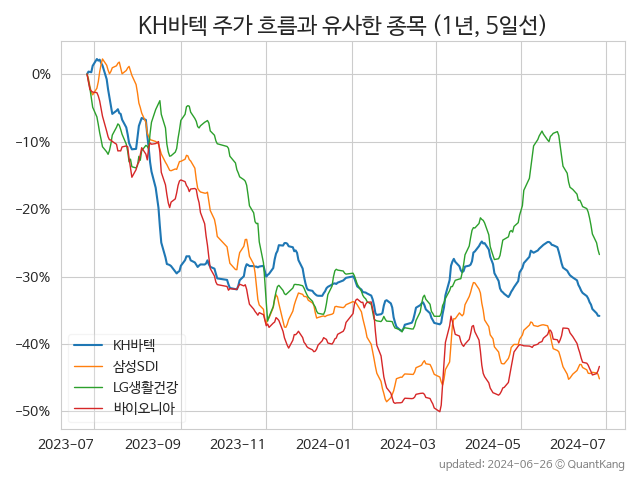 KH바텍 주가 흐름과 유사한 종목 (1년, 5일선)
0%
−10%
−20%
−30%
−40%
−50%
KH바텍
삼성SDI
LG생활건강
바이오니아
2023−07
2023−09
2023−11
2024−01
2024−03
2024−05
2024−07
updated: 2024-06-26 © QuantKang